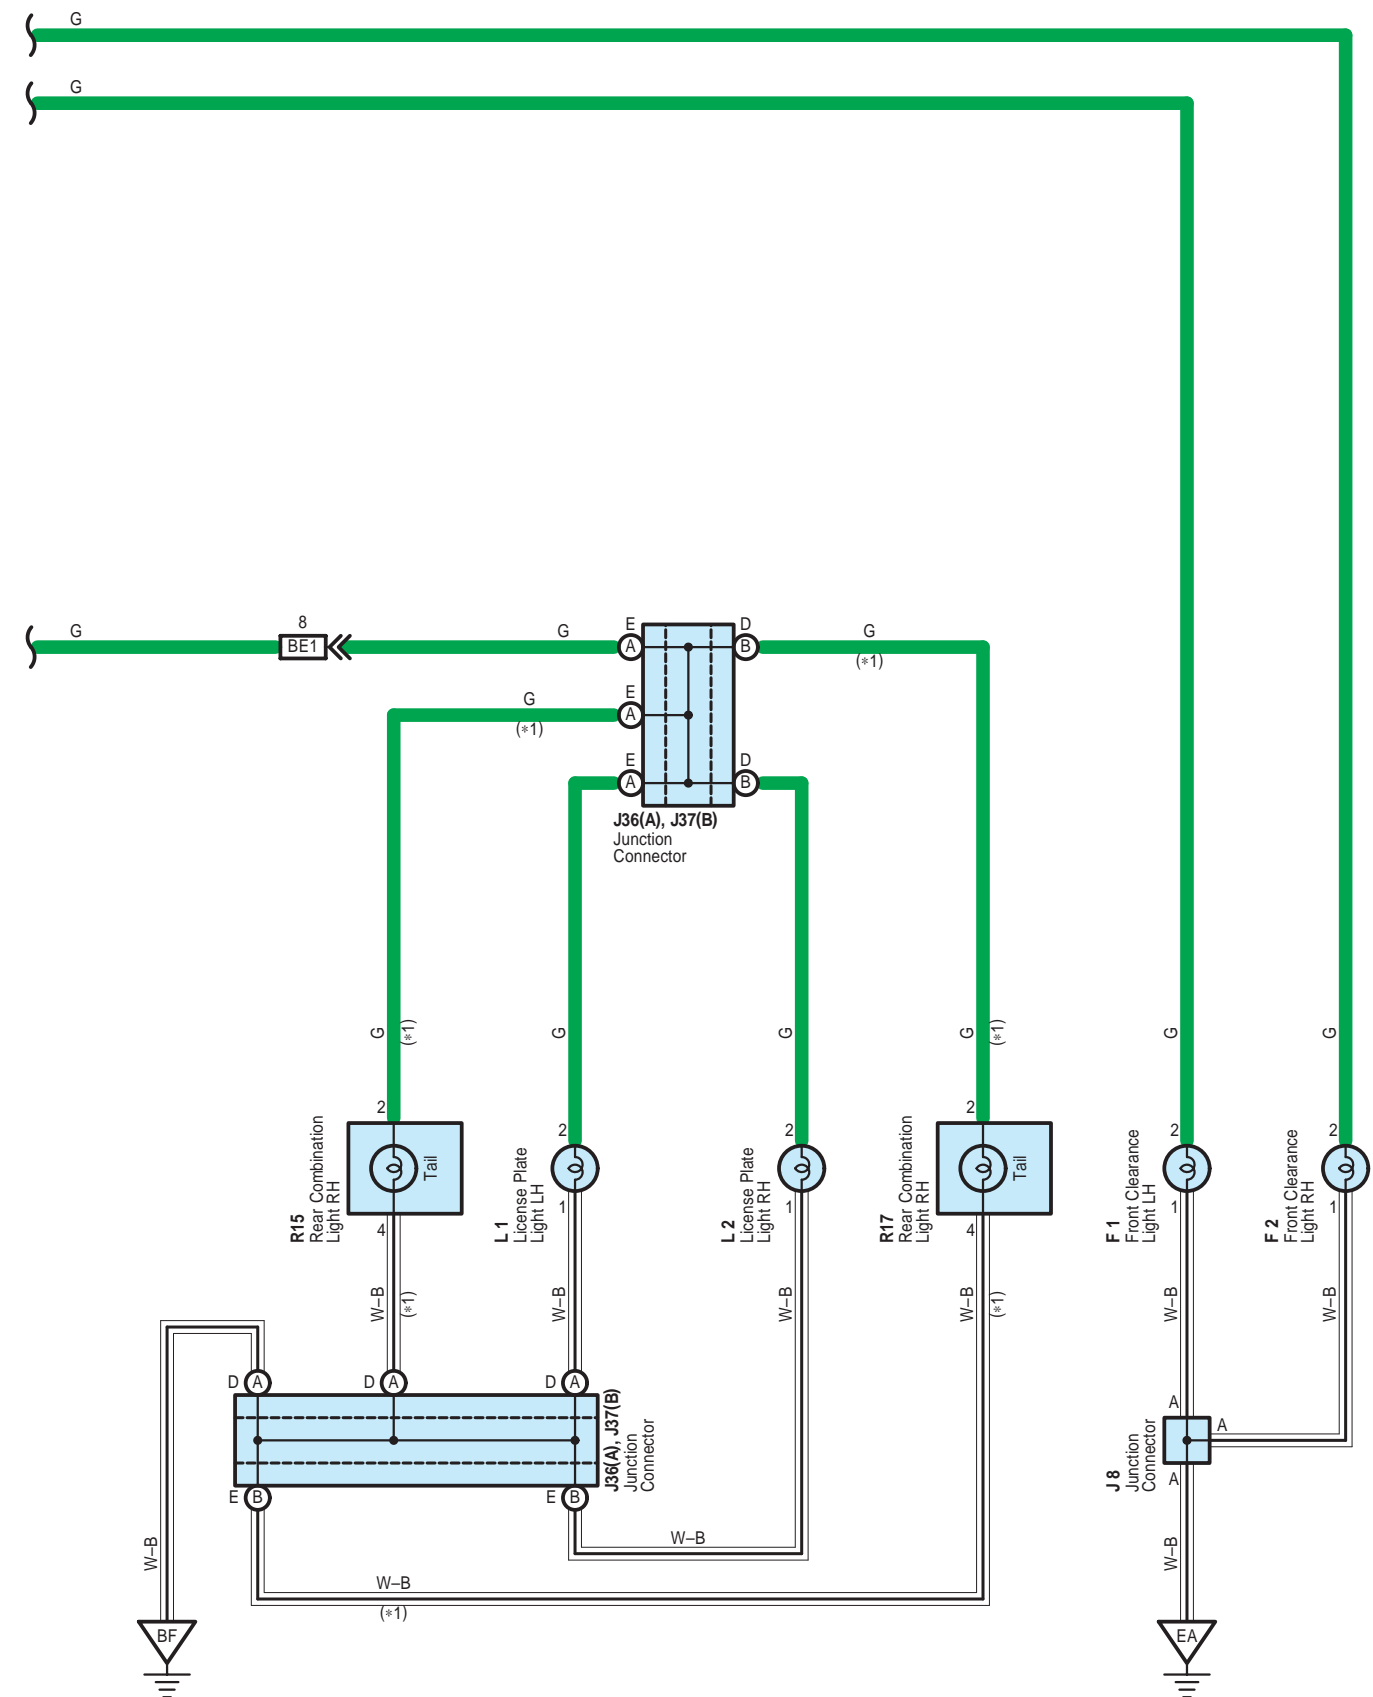 G
G
G
8
BE1
G
E
A
D
B
G
(*1)
E
A
G
(*1)
E
A
D
B
J36(A), J37(B)
Junction
Connector
G
(*1)
G
G
G
(*1)
G
G
2
2
2
2
2
2
R15
Rear Combination
Light RH
Tail
L 1
License Plate
Light LH
L 2
License Plate
Light RH
R17
Rear Combination
Light RH
Tail
F 1
Front Clearance
Light LH
F 2
Front Clearance
Light RH
4
1
1
4
1
1
W–B
(*1)
W–B
W–B
W–B
(*1)
W–B
W–B
D
A
D
A
D
A
J36(A), J37(B)
Junction
Connector
E
B
E
B
A
A
A
J 8
Junction
Connector
W–B
W–B
(*1)
W–B
W–B
BF
EA